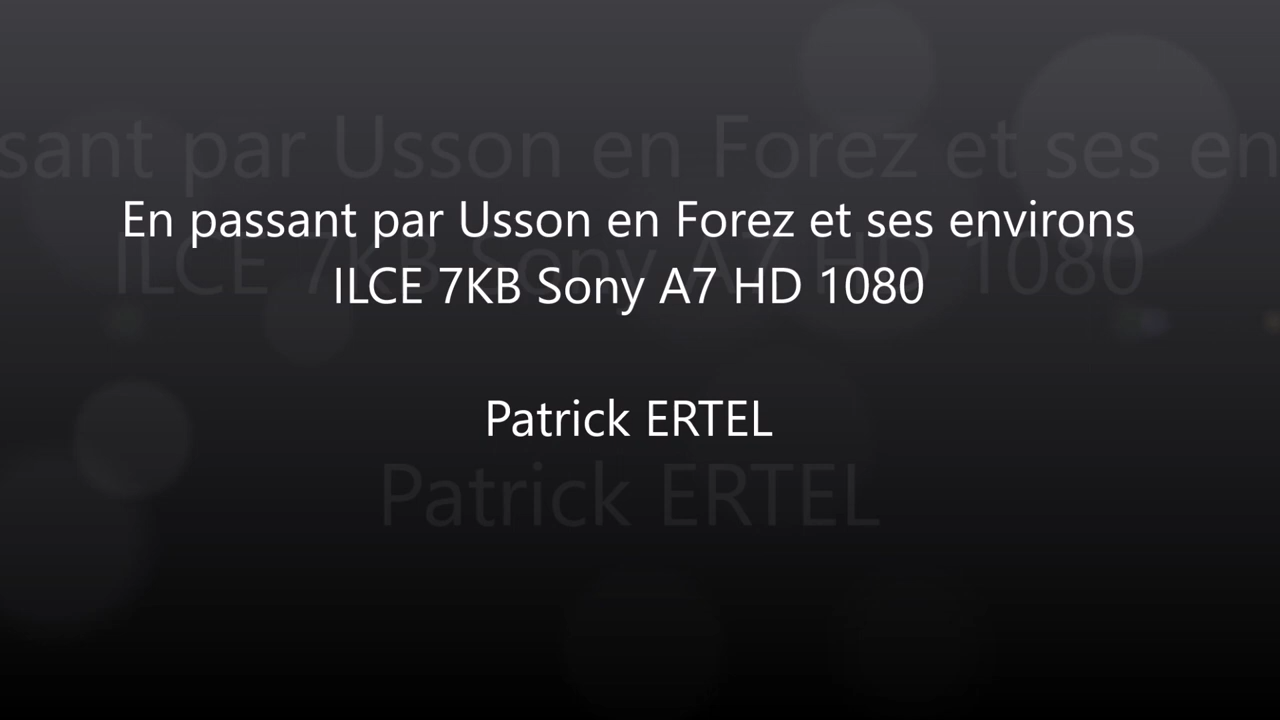 En passant par Usson en Forez et ses environs
ILCE 7KB Sony A7 HD 1080
Patrick ERTEL